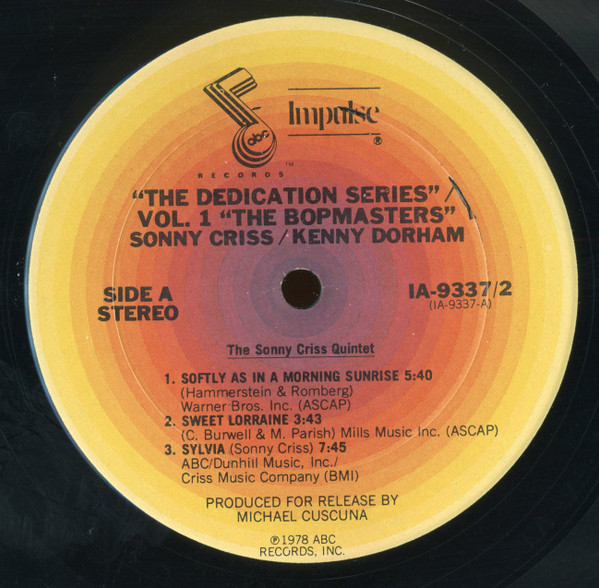 abc Impulse
®
RECORDS ™
"THE DEDICATION SERIES"
VOL. 1 "THE BOPMASTERS"
SONNY CRISS / KENNY DORHAM
SIDE A
STEREO
IA-9337/2
(IA-9337-A)
The Sonny Criss Quintet
1. SOFTLY AS IN A MORNING SUNRISE 5:40
(Hammerstein & Romberg)
Warner Bros. Inc. (ASCAP)
2. SWEET LORRAINE 3:43
(C. Burwell & M. Parish) Mills Music Inc. (ASCAP)
3. SYLVIA (Sonny Criss) 7:45
ABC/Dunhill Music, Inc./
Criss Music Company (BMI)
PRODUCED FOR RELEASE BY
MICHAEL CUSCUNA
℗ 1978 ABC
RECORDS, INC.